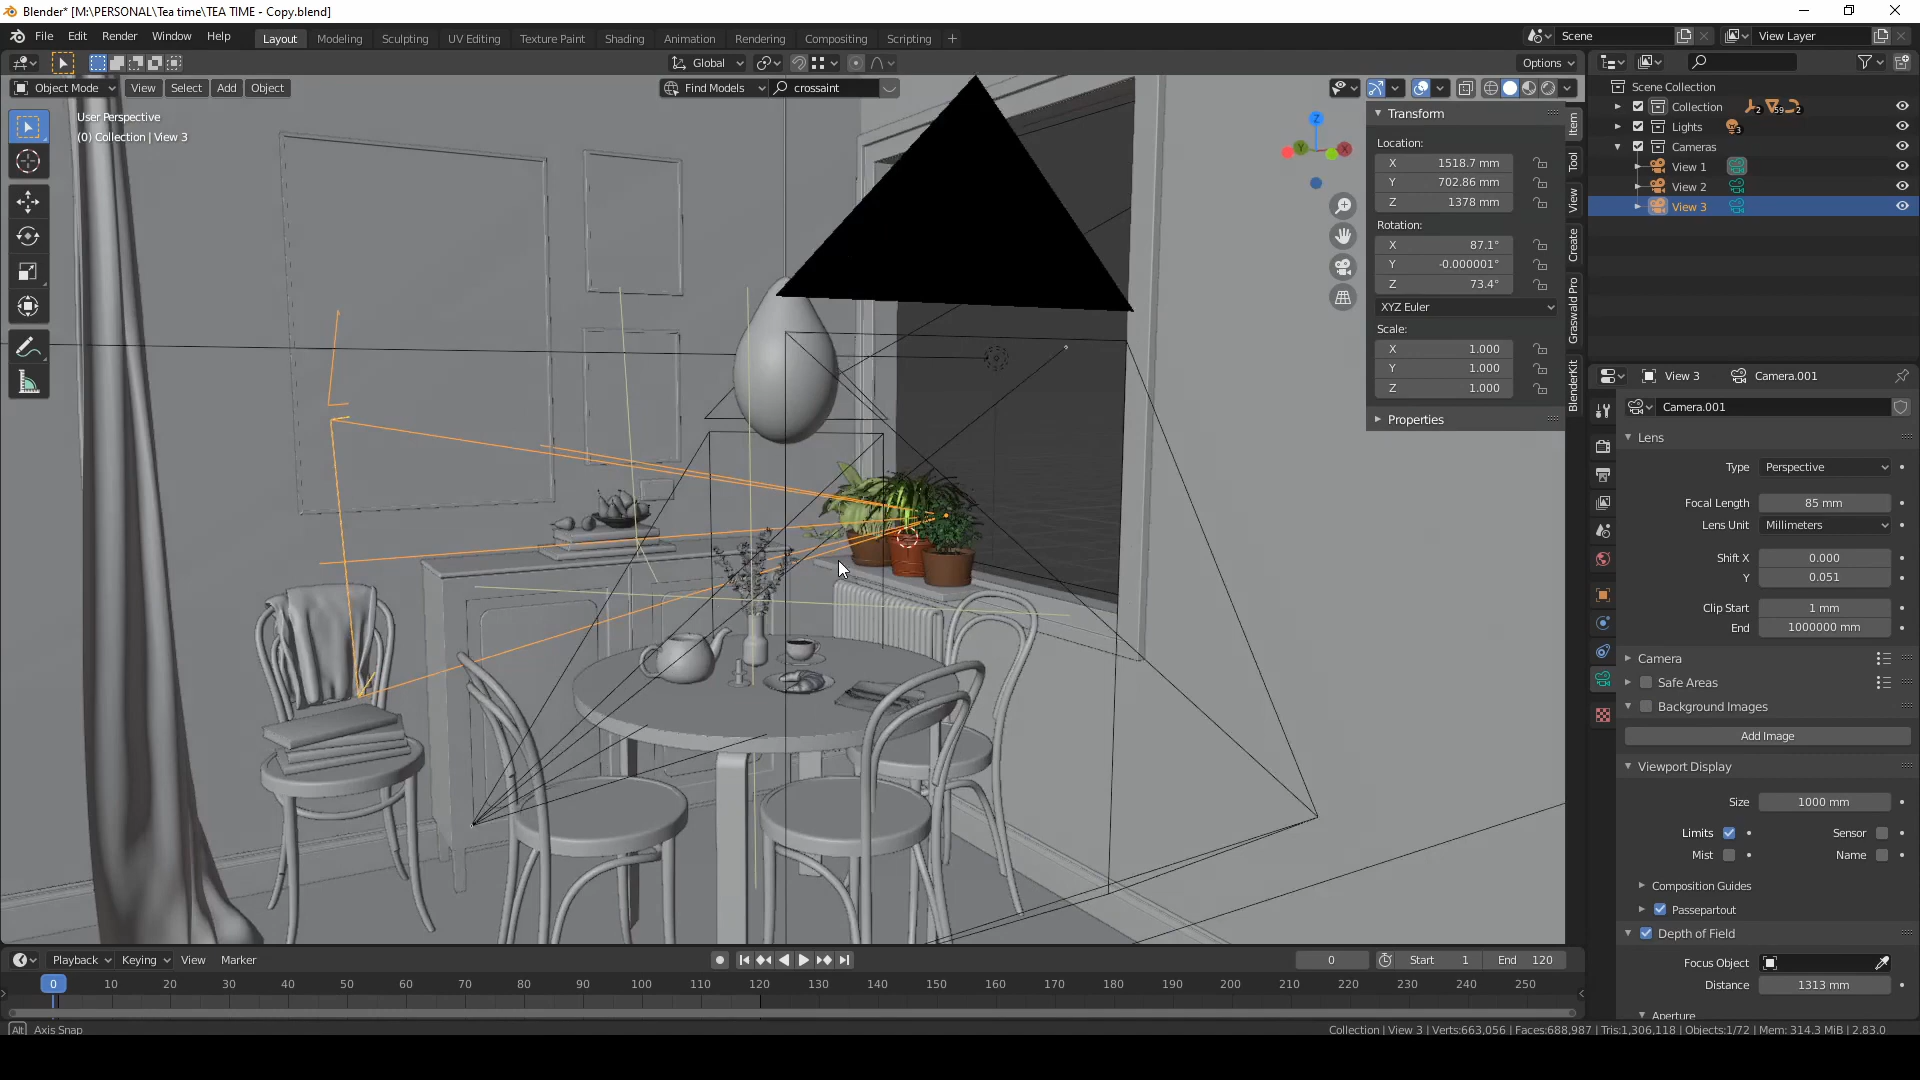 Blender* [M:\PERSONAL\Tea time\TEA TIME - Copy.blend]
File Edit Render Window Help Layout Modeling Sculpting UV Editing Texture Paint Shading Animation Rendering Compositing Scripting + Scene View Layer
Global Options
Object Mode View Select Add Object Find Models crossaint
User Perspective
(0) Collection | View 3
Z
Y
X
Transform
Location:
X 1518.7 mm
Y 702.86 mm
Z 1378 mm
Rotation:
X 87.1°
Y -0.000001°
Z 73.4°
XYZ Euler
Scale:
X 1.000
Y 1.000
Z 1.000
Properties
Item
Tool
View
Create
Graswald Pro
BlenderKit
Scene Collection
Collection 2 59 2
Lights 3
Cameras
View 1
View 2
View 3
View 3 Camera.001
Camera.001
Lens
Type Perspective
Focal Length 85 mm
Lens Unit Millimeters
Shift X 0.000
Y 0.051
Clip Start 1 mm
End 1000000 mm
Camera
Safe Areas
Background Images
Add Image
Viewport Display
Size 1000 mm
Limits Sensor
Mist Name
Composition Guides
Passepartout
Depth of Field
Focus Object
Distance 1313 mm
Aperture
Playback Keying View Marker 0 Start 1 End 120
0 10 20 30 40 50 60 70 80 90 100 110 120 130 140 150 160 170 180 190 200 210 220 230 240 250
Alt Axis Snap
Collection | View 3 | Verts:663,056 | Faces:688,987 | Tris:1,306,118 | Objects:1/72 | Mem: 314.3 MiB | 2.83.0